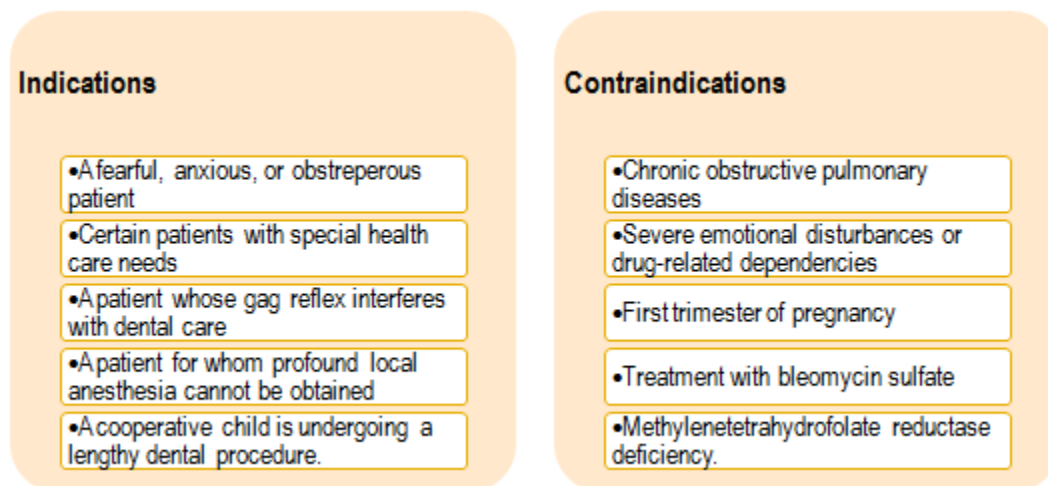 Indications
•A fearful, anxious, or obstreperous
patient
•Certain patients with special health
care needs
•A patient whose gag reflex interferes
with dental care
•A patient for whom profound local
anesthesia cannot be obtained
•A cooperative child is undergoing a
lengthy dental procedure.
Contraindications
•Chronic obstructive pulmonary
diseases
•Severe emotional disturbances or
drug-related dependencies
•First trimester of pregnancy
•Treatment with bleomycin sulfate
•Methylenetetrahydrofolate reductase
deficiency.